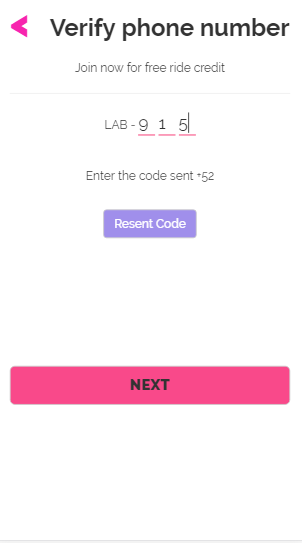 Verify phone number
Join now for free ride credit
LAB - 9 1 5
Enter the code sent +52
Resent Code
NEXT